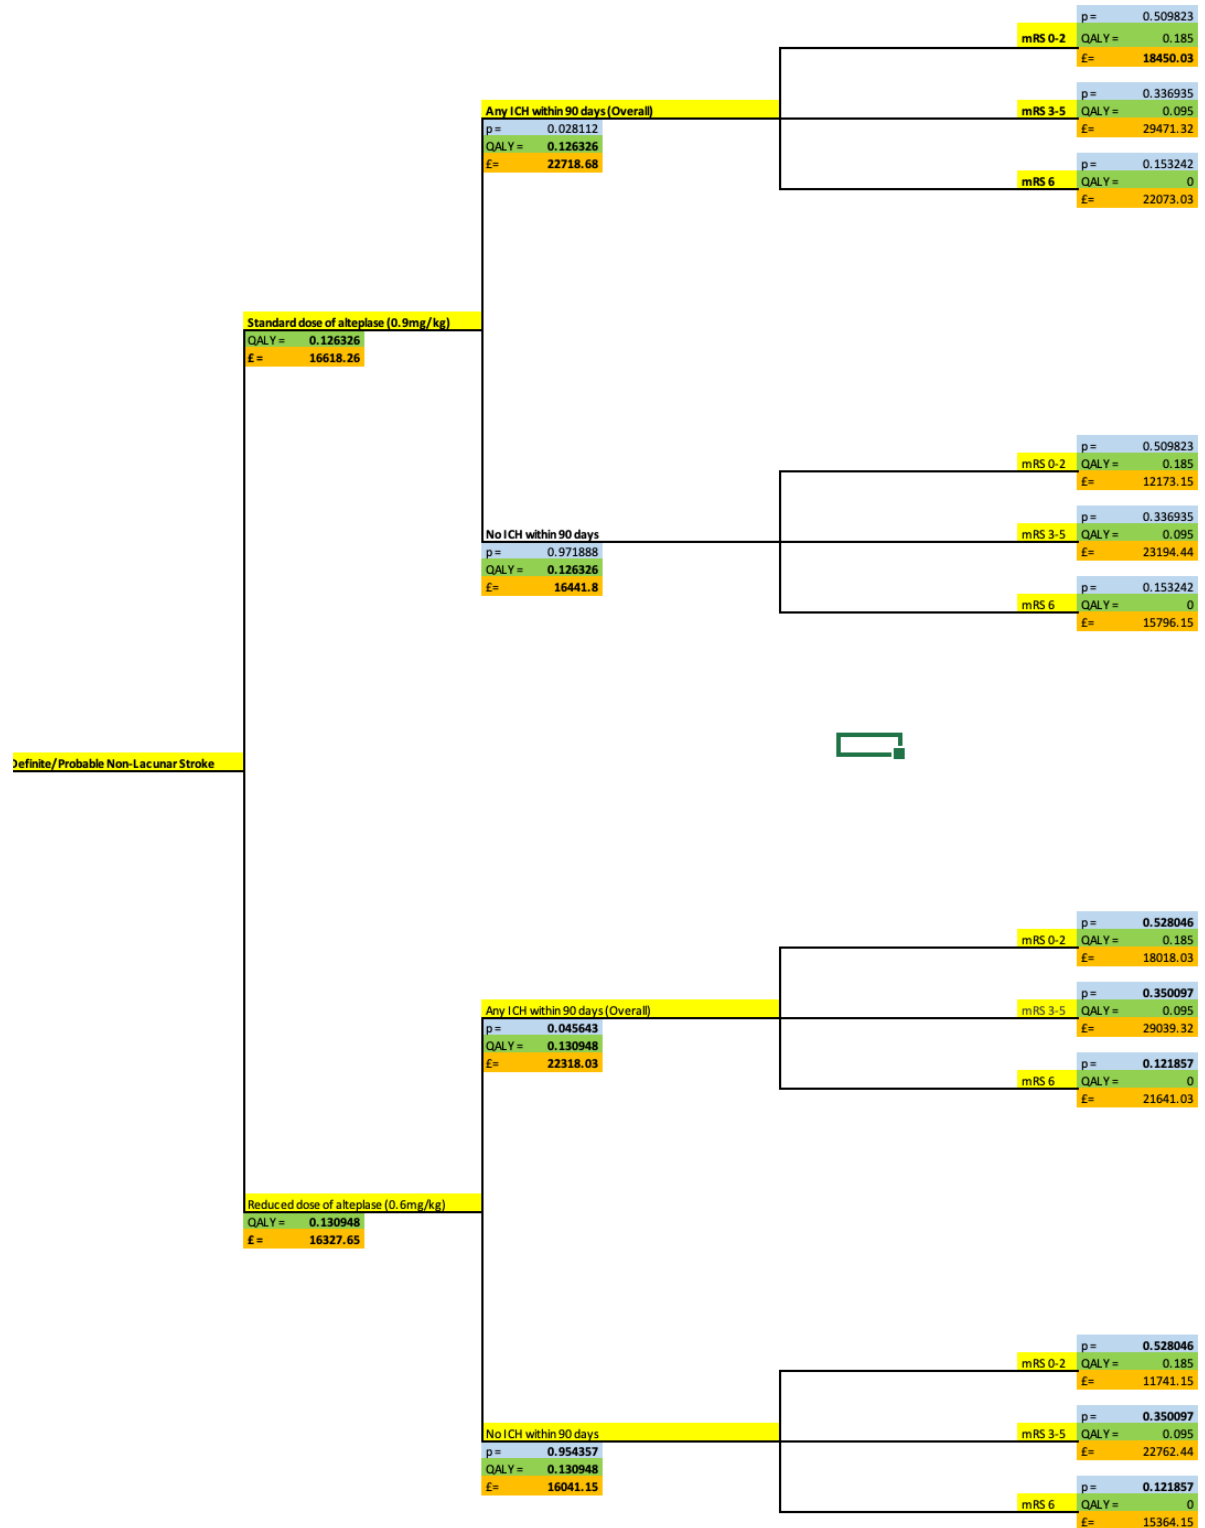 p = 0.509823
mRS 0-2 QALY = 0.185
£= 18450.03
p = 0.336935
Any ICH within 90 days (Overall) mRS 3-5 QALY = 0.095
p = 0.028112 £= 29471.32
QALY = 0.126326
£= 22718.68 p = 0.153242
mRS 6 QALY = 0
£= 22073.03
Standard dose of alteplase (0.9mg/kg)
QALY = 0.126326
£ = 16618.26
p = 0.509823
mRS 0-2 QALY = 0.185
£= 12173.15
p = 0.336935
No ICH within 90 days mRS 3-5 QALY = 0.095
p = 0.971888 £= 23194.44
QALY = 0.126326
£= 16441.8 p = 0.153242
mRS 6 QALY = 0
£= 15796.15
Definite/Probable Non-Lacunar Stroke
p = 0.528046
mRS 0-2 QALY = 0.185
£= 18018.03
p = 0.350097
Any ICH within 90 days (Overall) mRS 3-5 QALY = 0.095
p = 0.045643 £= 29039.32
QALY = 0.130948
£= 22318.03 p = 0.121857
mRS 6 QALY = 0
£= 21641.03
Reduced dose of alteplase (0.6mg/kg)
QALY = 0.130948
£ = 16327.65
p = 0.528046
mRS 0-2 QALY = 0.185
£= 11741.15
p = 0.350097
No ICH within 90 days mRS 3-5 QALY = 0.095
p = 0.954357 £= 22762.44
QALY = 0.130948
£= 16041.15 p = 0.121857
mRS 6 QALY = 0
£= 15364.15